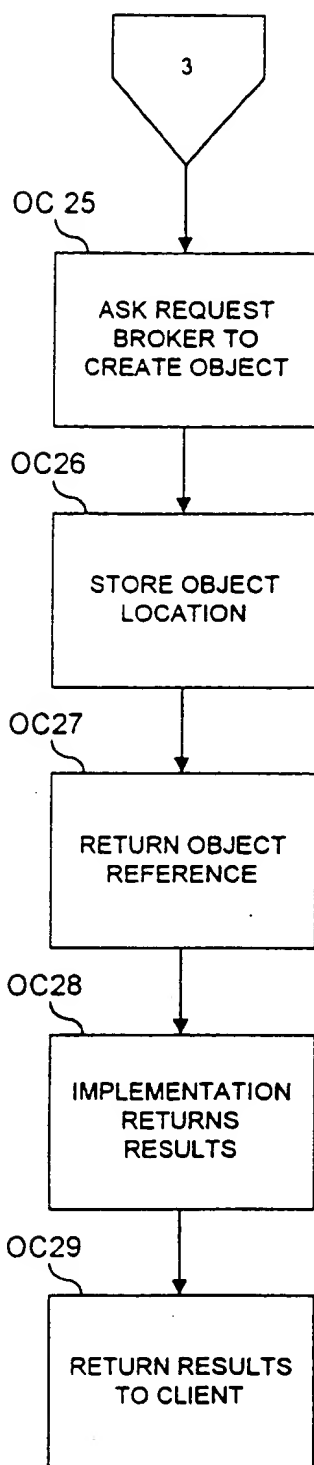 3
OC 25
ASK REQUEST
BROKER TO
CREATE OBJECT
OC26
STORE OBJECT
LOCATION
OC27
RETURN OBJECT
REFERENCE
OC28
IMPLEMENTATION
RETURNS
RESULTS
OC29
RETURN RESULTS
TO CLIENT